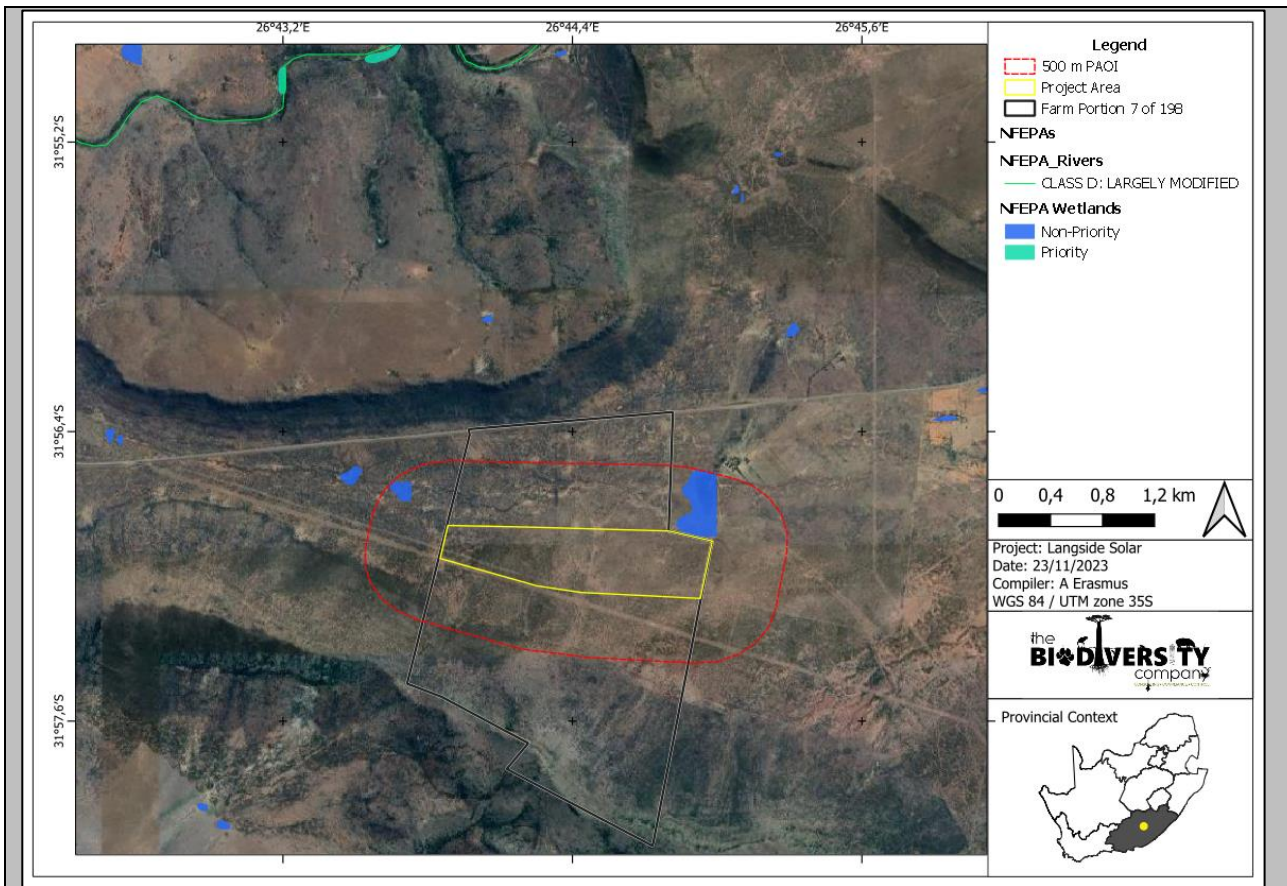 26°43,2'E
26°44,4'E
26°45,6'E
31°55,2'S
31°56,4'S
31°57,6'S
Legend
500 m PAOI
Project Area
Farm Portion 7 of 198
NFEPAs
NFEPA_Rivers
CLASS D: LARGELY MODIFIED
NFEPA Wetlands
Non-Priority
Priority
0 0,4 0,8 1,2 km
Project: Langside Solar
Date: 23/11/2023
Compiler: A Erasmus
WGS 84 / UTM zone 35S
the
BIODIVERSITY
company
Provincial Context